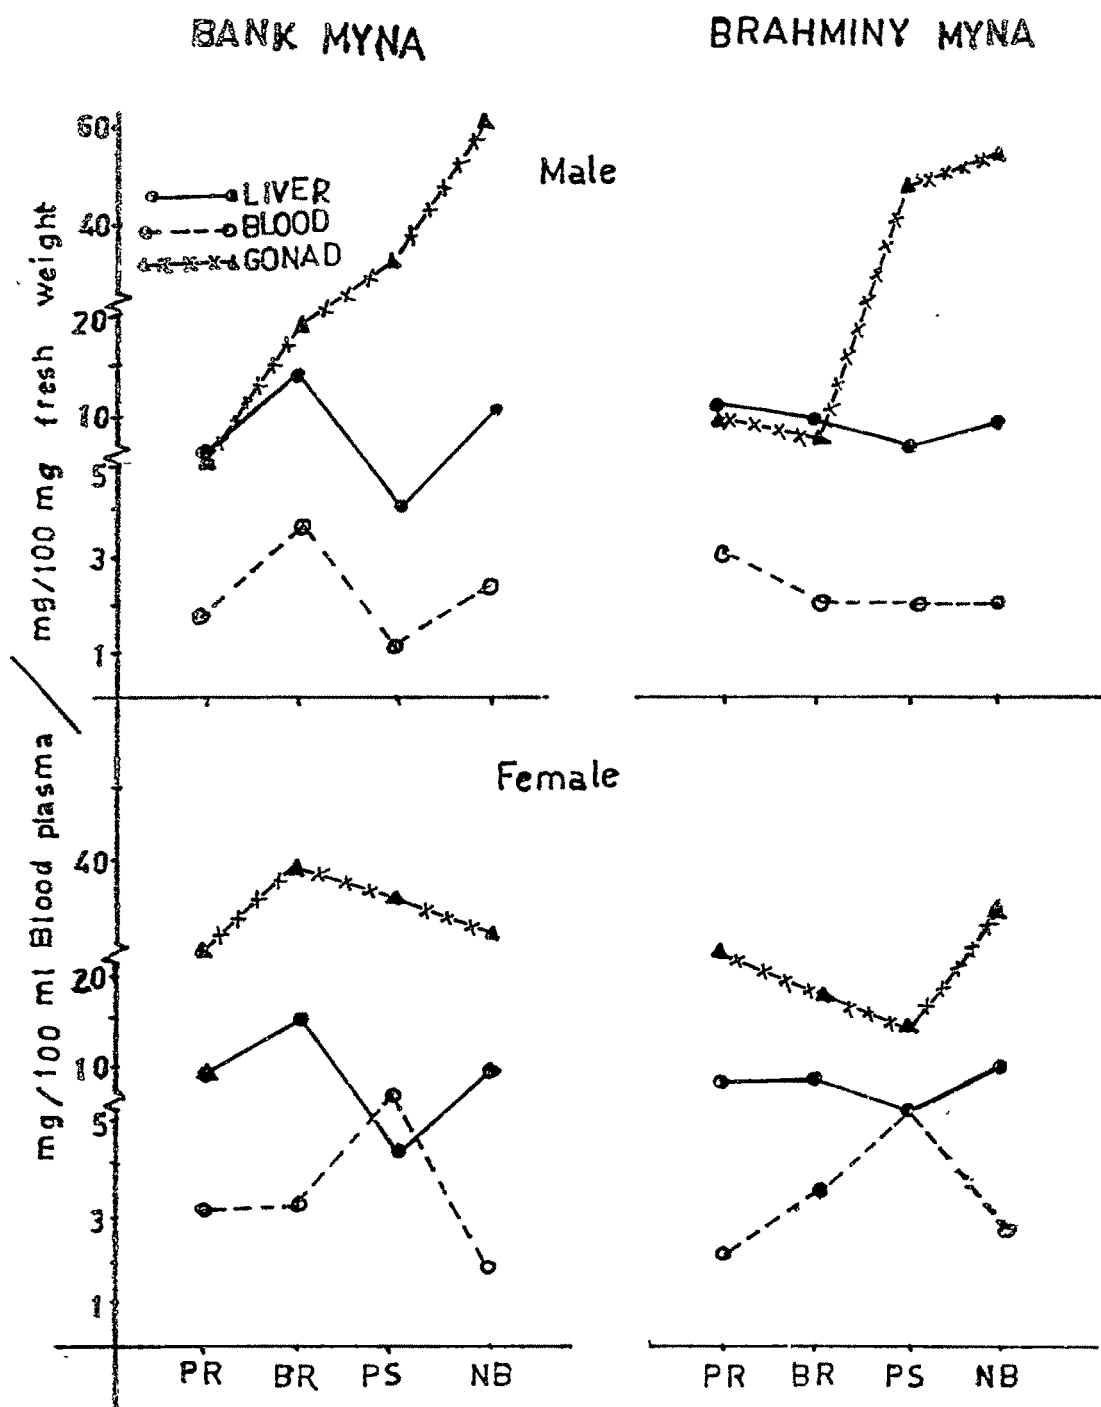 BANK MYNA
BRAHMINY MYNA
Male
LIVER
BLOOD
GONAD
60
40
20
10
5
3
1
mg/100 ml Blood plasma / mg/100 mg fresh weight
Female
40
20
10
5
3
1
PR BR PS NB
PR BR PS NB